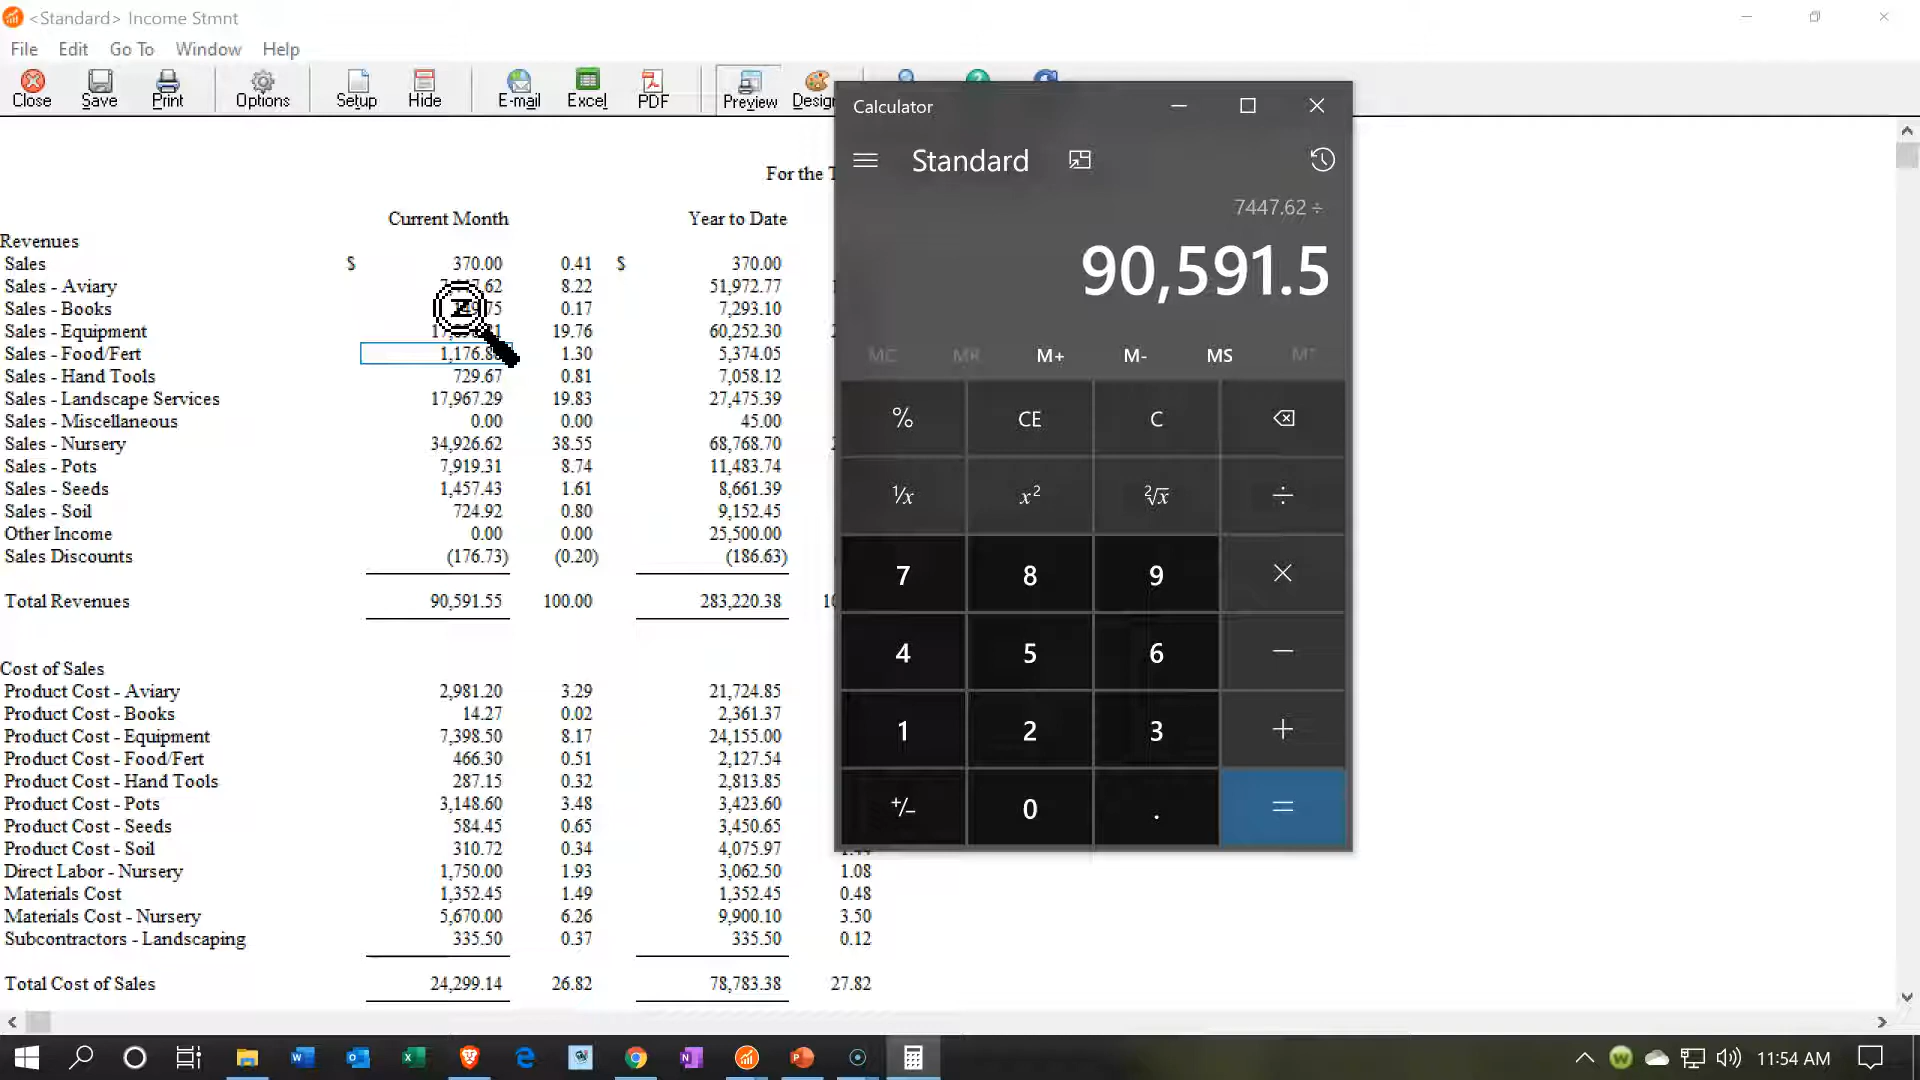 <Standard> Income Stmnt
File Edit Go To Window Help
Close Save Print Options Setup Hide E-mail Excel PDF Preview Design
For the
Current Month Year to Date
Revenues
Sales $ 370.00 0.41 $ 370.00
Sales - Aviary 8.22 51,972.77
Sales - Books 0.17 7,293.10
Sales - Equipment 19.76 60,252.30
Sales - Food/Fert 1.30 5,374.05
Sales - Hand Tools 729.67 0.81 7,058.12
Sales - Landscape Services 17,967.29 19.83 27,475.39
Sales - Miscellaneous 0.00 0.00 45.00
Sales - Nursery 34,926.62 38.55 68,768.70
Sales - Pots 7,919.31 8.74 11,483.74
Sales - Seeds 1,457.43 1.61 8,661.39
Sales - Soil 724.92 0.80 9,152.45
Other Income 0.00 0.00 25,500.00
Sales Discounts (176.73) (0.20) (186.63)
Total Revenues 90,591.55 100.00 283,220.38
Cost of Sales
Product Cost - Aviary 2,981.20 3.29 21,724.85
Product Cost - Books 14.27 0.02 2,361.37
Product Cost - Equipment 7,398.50 8.17 24,155.00
Product Cost - Food/Fert 466.30 0.51 2,127.54
Product Cost - Hand Tools 287.15 0.32 2,813.85
Product Cost - Pots 3,148.60 3.48 3,423.60
Product Cost - Seeds 584.45 0.65 3,450.65
Product Cost - Soil 310.72 0.34 4,075.97
Direct Labor - Nursery 1,750.00 1.93 3,062.50 1.08
Materials Cost 1,352.45 1.49 1,352.45 0.48
Materials Cost - Nursery 5,670.00 6.26 9,900.10 3.50
Subcontractors - Landscaping 335.50 0.37 335.50 0.12
Total Cost of Sales 24,299.14 26.82 78,783.38 27.82
Calculator
Standard
7447.62 ÷
90,591.5
MC MR M+ M- MS M
% CE C
1/x x² ²√x ÷
7 8 9 ×
4 5 6 −
1 2 3 +
+/− 0 . =
11:54 AM